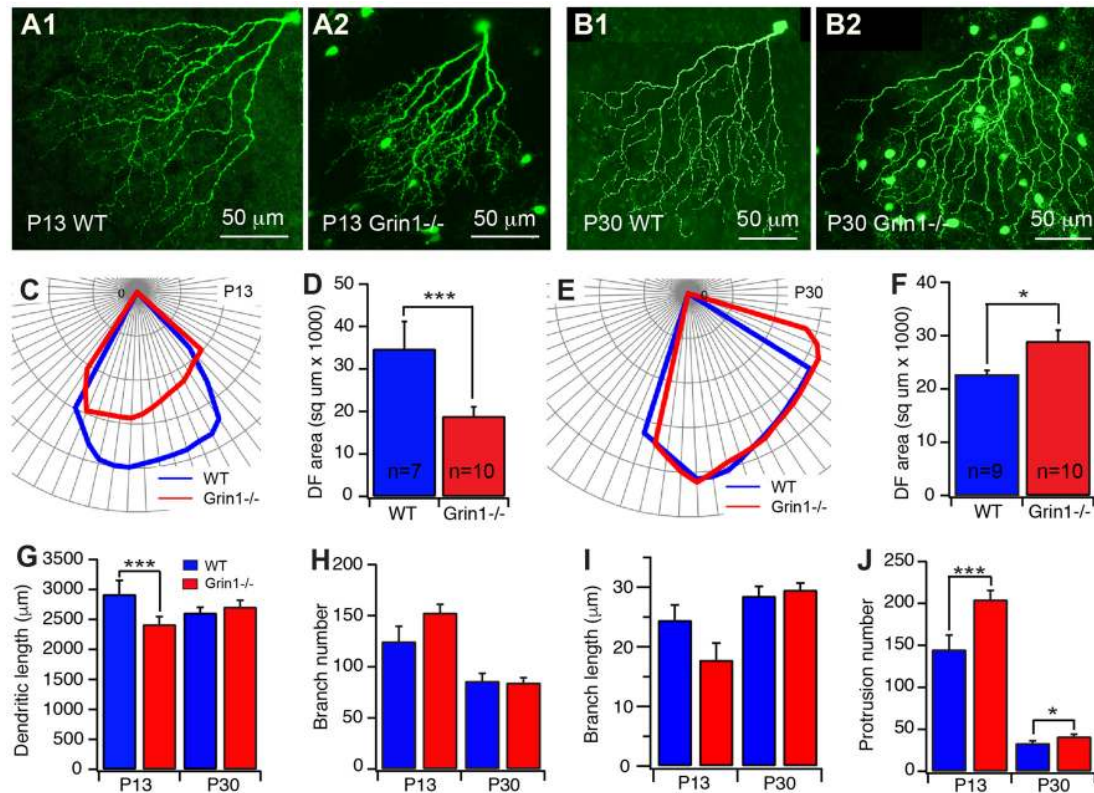 A1
A2
B1
B2
P13 WT
50 µm
P13 Grin1-/-
50 µm
P30 WT
50 µm
P30 Grin1-/-
50 µm
C
0
P13
WT
Grin1-/-
D
DF area (sq um x 1000)
50
40
30
20
10
0
***
n=7
n=10
WT
Grin1-/-
E
0
P30
WT
Grin1-/-
F
DF area (sq um x 1000)
40
30
20
10
0
*
n=9
n=10
WT
Grin1-/-
G
Dendritic length (µm)
3500
3000
2500
2000
1500
1000
500
0
***
WT
Grin1-/-
P13
P30
H
Branch number
200
150
100
50
0
P13
P30
I
Branch length (µm)
30
20
10
0
P13
P30
J
Protrusion number
250
200
150
100
50
0
***
*
P13
P30